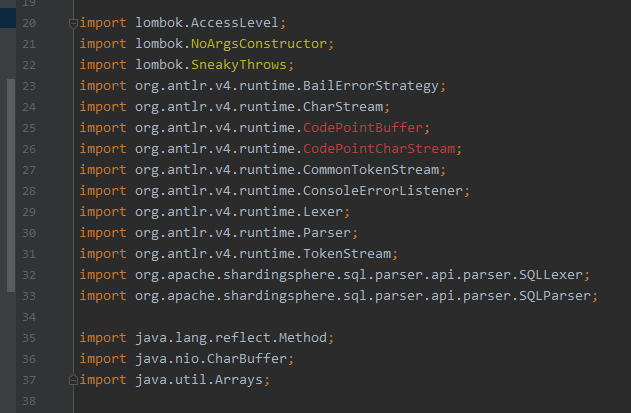 19
20 import lombok.AccessLevel;
21 import lombok.NoArgsConstructor;
22 import lombok.SneakyThrows;
23 import org.antlr.v4.runtime.BailErrorStrategy;
24 import org.antlr.v4.runtime.CharStream;
25 import org.antlr.v4.runtime.CodePointBuffer;
26 import org.antlr.v4.runtime.CodePointCharStream;
27 import org.antlr.v4.runtime.CommonTokenStream;
28 import org.antlr.v4.runtime.ConsoleErrorListener;
29 import org.antlr.v4.runtime.Lexer;
30 import org.antlr.v4.runtime.Parser;
31 import org.antlr.v4.runtime.TokenStream;
32 import org.apache.shardingsphere.sql.parser.api.parser.SQLLexer;
33 import org.apache.shardingsphere.sql.parser.api.parser.SQLParser;
34
35 import java.lang.reflect.Method;
36 import java.nio.CharBuffer;
37 import java.util.Arrays;
38